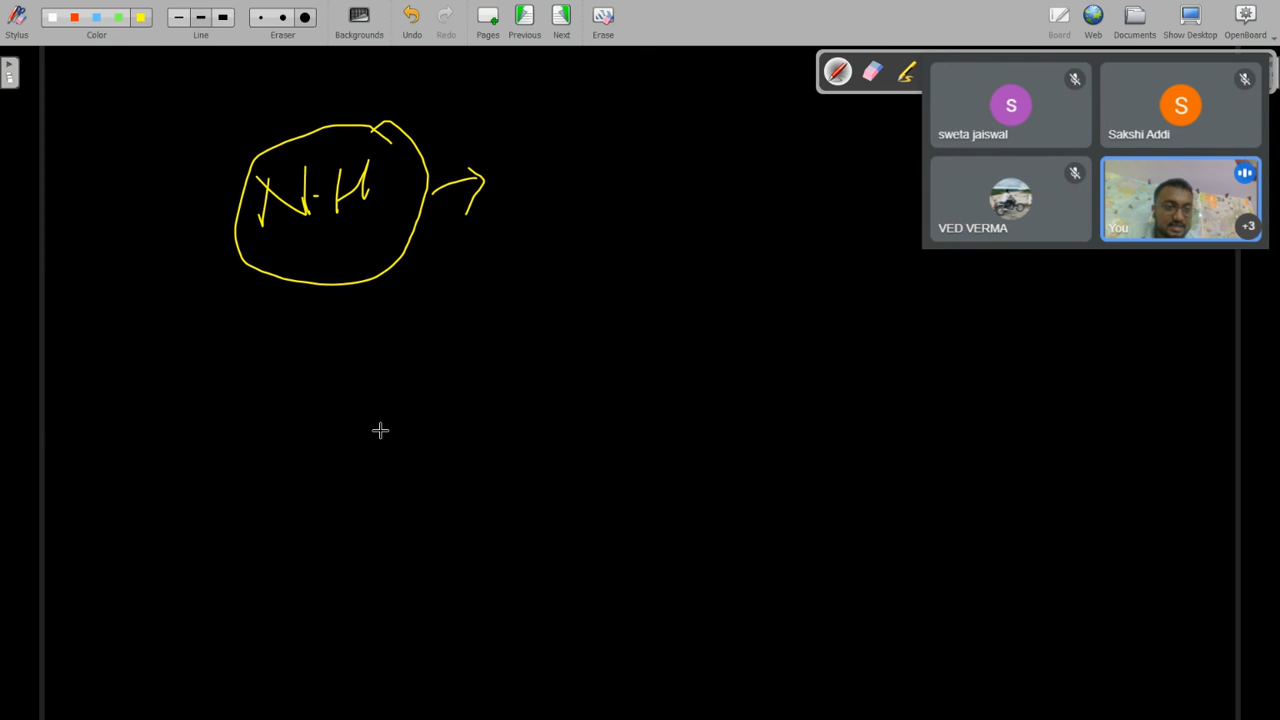 Stylus
Color
Line
Eraser
Backgrounds
Undo
Redo
Pages
Previous
Next
Erase
Board
Web
Documents
Show Desktop
OpenBoard
N.H
s
sweta jaiswal
S
Sakshi Addi
VED VERMA
You
+3